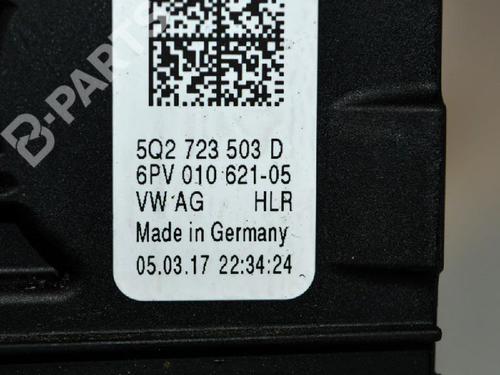 B-PARTS
5Q2 723 503 D
6PV 010 621-05
VW AG HLR
Made in Germany
05.03.17 22:34:24